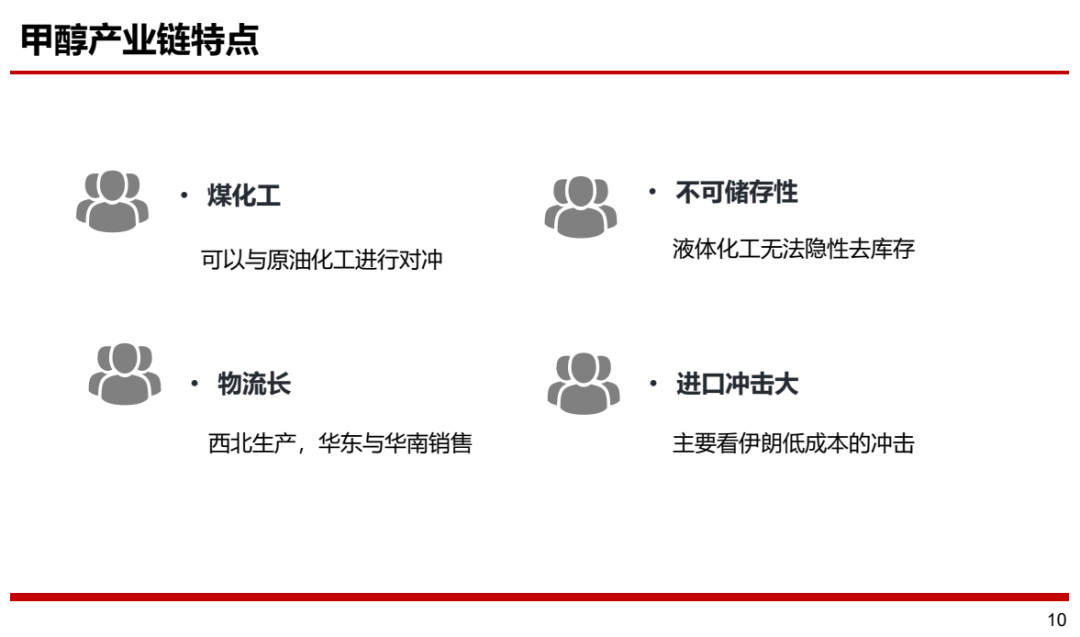 甲醇产业链特点
• 煤化工
可以与原油化工进行对冲
• 不可储存性
液体化工无法隐性去库存
• 物流长
西北生产，华东与华南销售
• 进口冲击大
主要看伊朗低成本的冲击
10